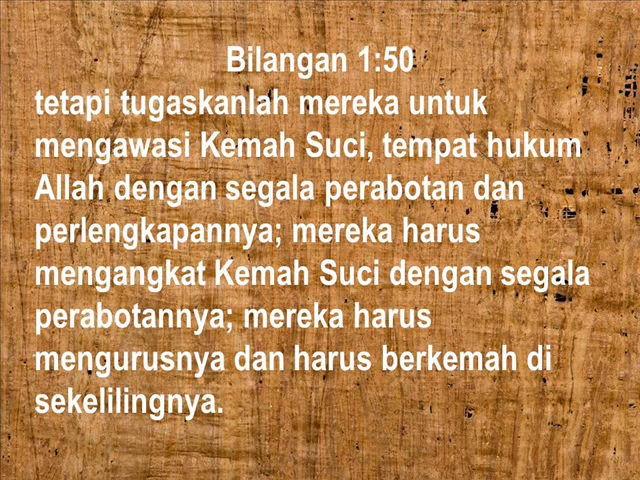 Bilangan 1:50
tetapi tugaskanlah mereka untuk
mengawasi Kemah Suci, tempat hukum
Allah dengan segala perabotan dan
perlengkapannya; mereka harus
mengangkat Kemah Suci dengan segala
perabotannya; mereka harus
mengurusnya dan harus berkemah di
sekelilingnya.